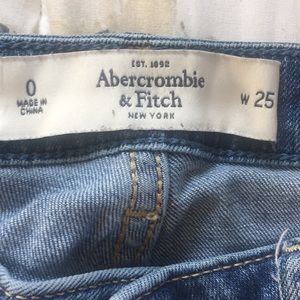 EST. 1892
Abercrombie
& Fitch
NEW YORK
0
MADE IN
CHINA
W 25